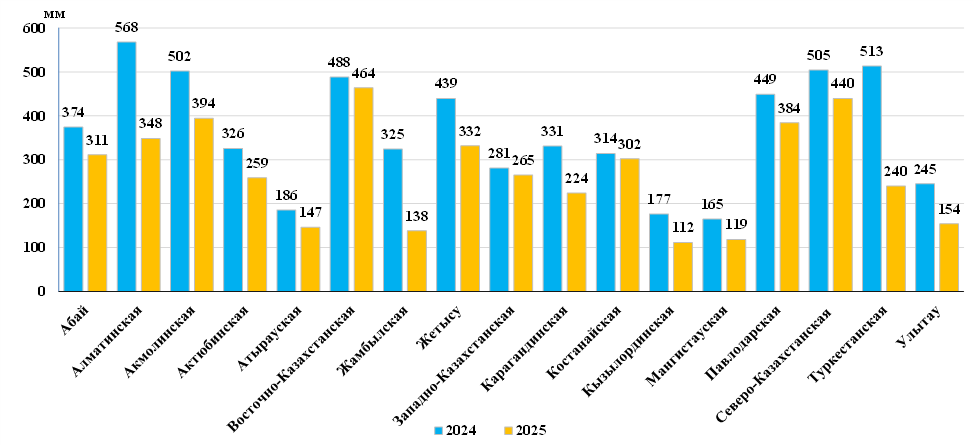 мм
600
500
400
300
200
100
0
374 311
568 348
502 394
326 259
186 147
488 464
325 138
439 332
281 265
331 224
314 302
177 112
165 119
449 384
505 440
513 240
245 154
Абай
Алматинская
Акмолинская
Актюбинская
Атырауская
Восточно-Казахстанская
Жамбылская
Жетысу
Западно-Казахстанская
Карагандинская
Костанайская
Кызылординская
Мангистауская
Павлодарская
Северо-Казахстанская
Туркестанская
Улытау
2024 2025